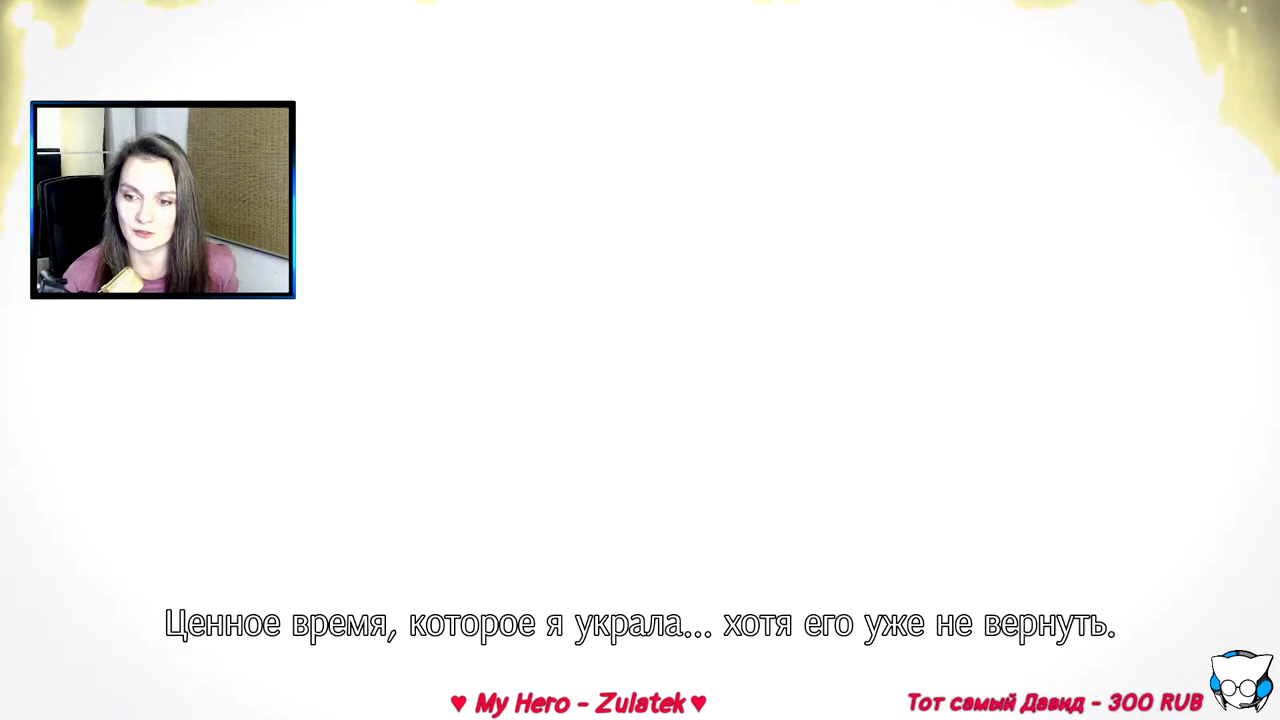 Ценное время, которое я украла... хотя его уже не вернуть.
♥ My Hero - Zulatek ♥
Тот самый Давид - 300 RUB